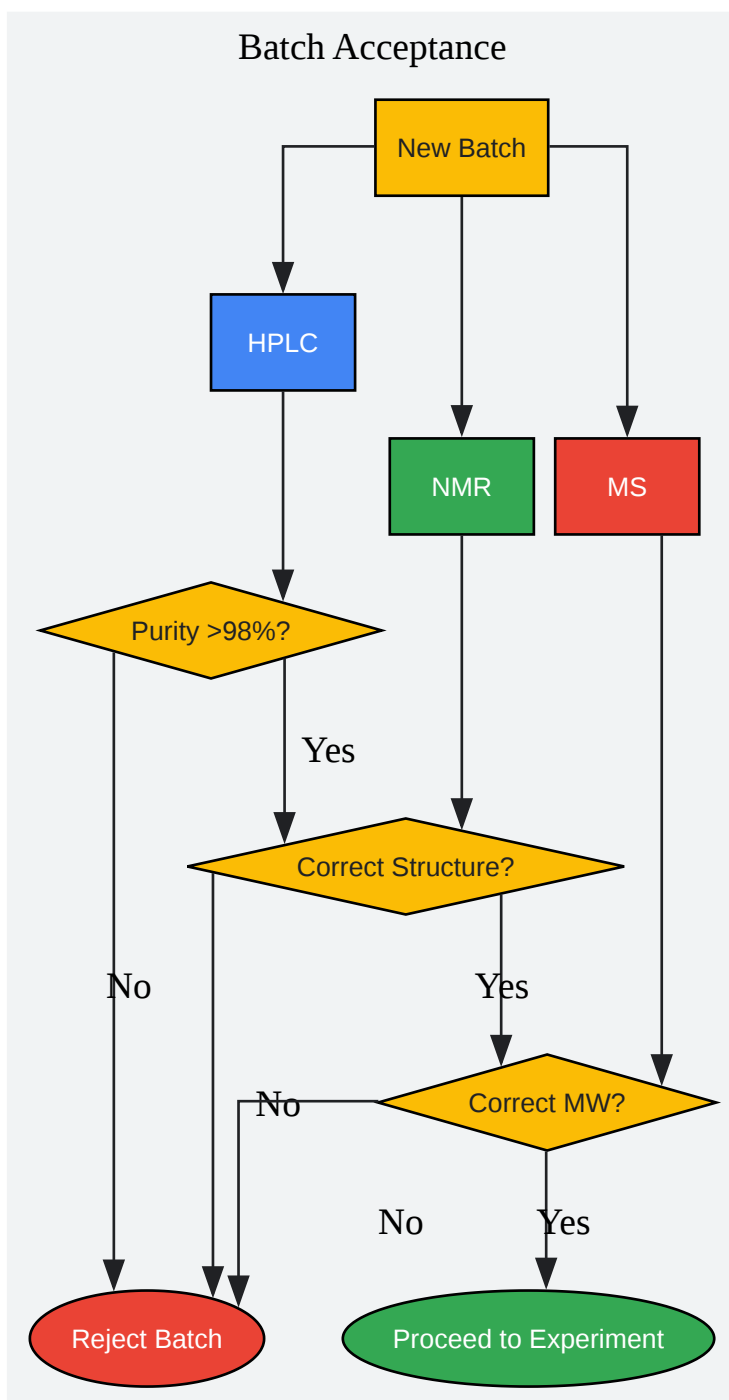 Batch Acceptance
New Batch
HPLC
NMR
MS
Purity >98%?
Yes
Correct Structure?
No
Yes
No
Correct MW?
No
Yes
Reject Batch
Proceed to Experiment